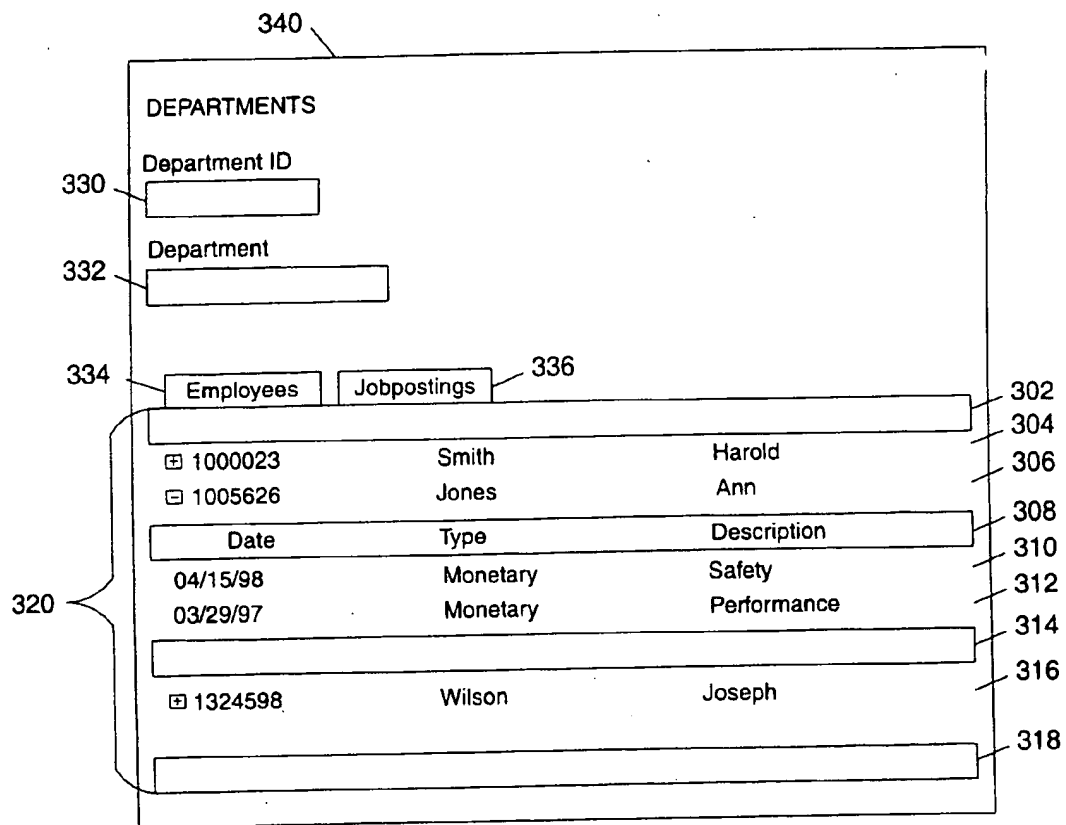 340
DEPARTMENTS
Department ID
330
Department
332
334 Employees Jobpostings 336
302
304
⊞ 1000023 Smith Harold
306
⊟ 1005626 Jones Ann
308
Date Type Description
310
04/15/98 Monetary Safety
312
320 03/29/97 Monetary Performance
314
316
⊞ 1324598 Wilson Joseph
318